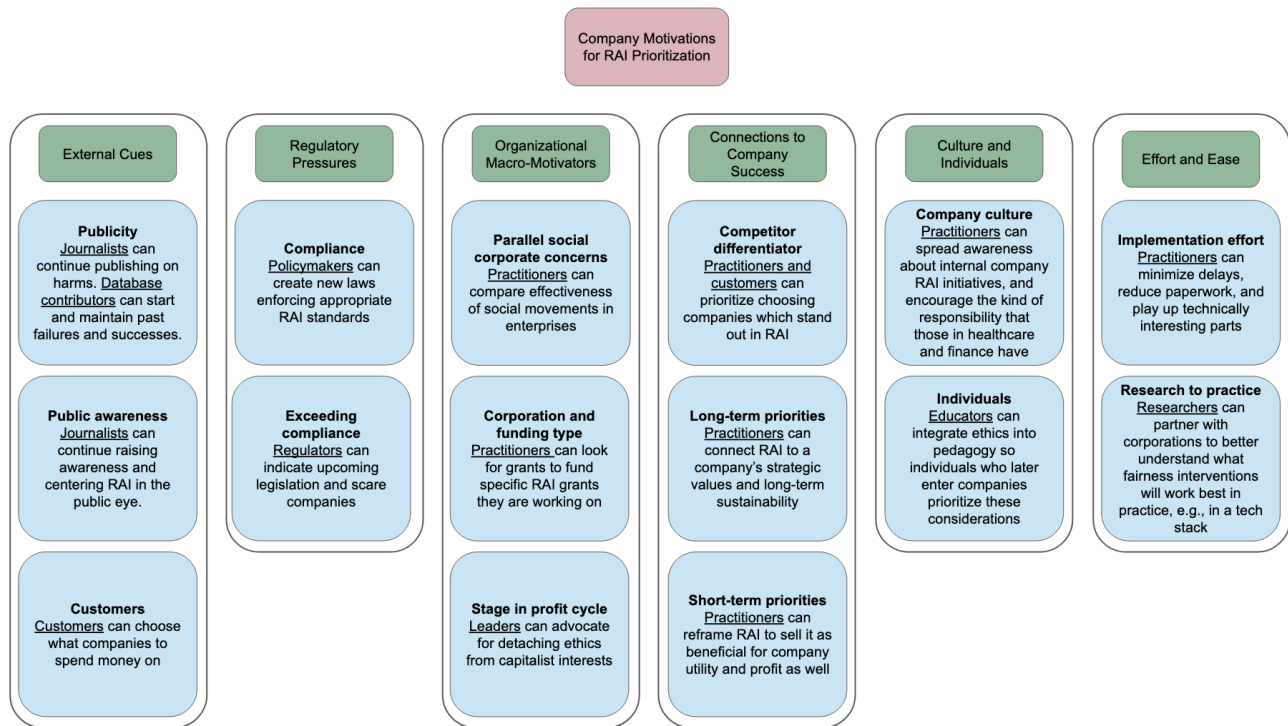 Company Motivations
for RAI Prioritization
External Cues
Publicity
Journalists can
continue publishing on
harms. Database
contributors can start
and maintain past
failures and successes.
Public awareness
Journalists can
continue raising
awareness and
centering RAI in the
public eye.
Customers
Customers can choose
what companies to
spend money on
Regulatory
Pressures
Compliance
Policymakers can
create new laws
enforcing appropriate
RAI standards
Exceeding
compliance
Regulators can
indicate upcoming
legislation and scare
companies
Organizational
Macro-Motivators
Parallel social
corporate concerns
Practitioners can
compare effectiveness
of social movements in
enterprises
Corporation and
funding type
Practitioners can look
for grants to fund
specific RAI grants
they are working on
Stage in profit cycle
Leaders can advocate
for detaching ethics
from capitalist interests
Connections to
Company
Success
Competitor
differentiator
Practitioners and
customers can
prioritize choosing
companies which stand
out in RAI
Long-term priorities
Practitioners can
connect RAI to a
company's strategic
values and long-term
sustainability
Short-term priorities
Practitioners can
reframe RAI to sell it as
beneficial for company
utility and profit as well
Culture and
Individuals
Company culture
Practitioners can
spread awareness
about internal company
RAI initiatives, and
encourage the kind of
responsibility that
those in healthcare
and finance have
Individuals
Educators can
integrate ethics into
pedagogy so
individuals who later
enter companies
prioritize these
considerations
Effort and Ease
Implementation effort
Practitioners can
minimize delays,
reduce paperwork, and
play up technically
interesting parts
Research to practice
Researchers can
partner with
corporations to better
understand what
fairness interventions
will work best in
practice, e.g., in a tech
stack